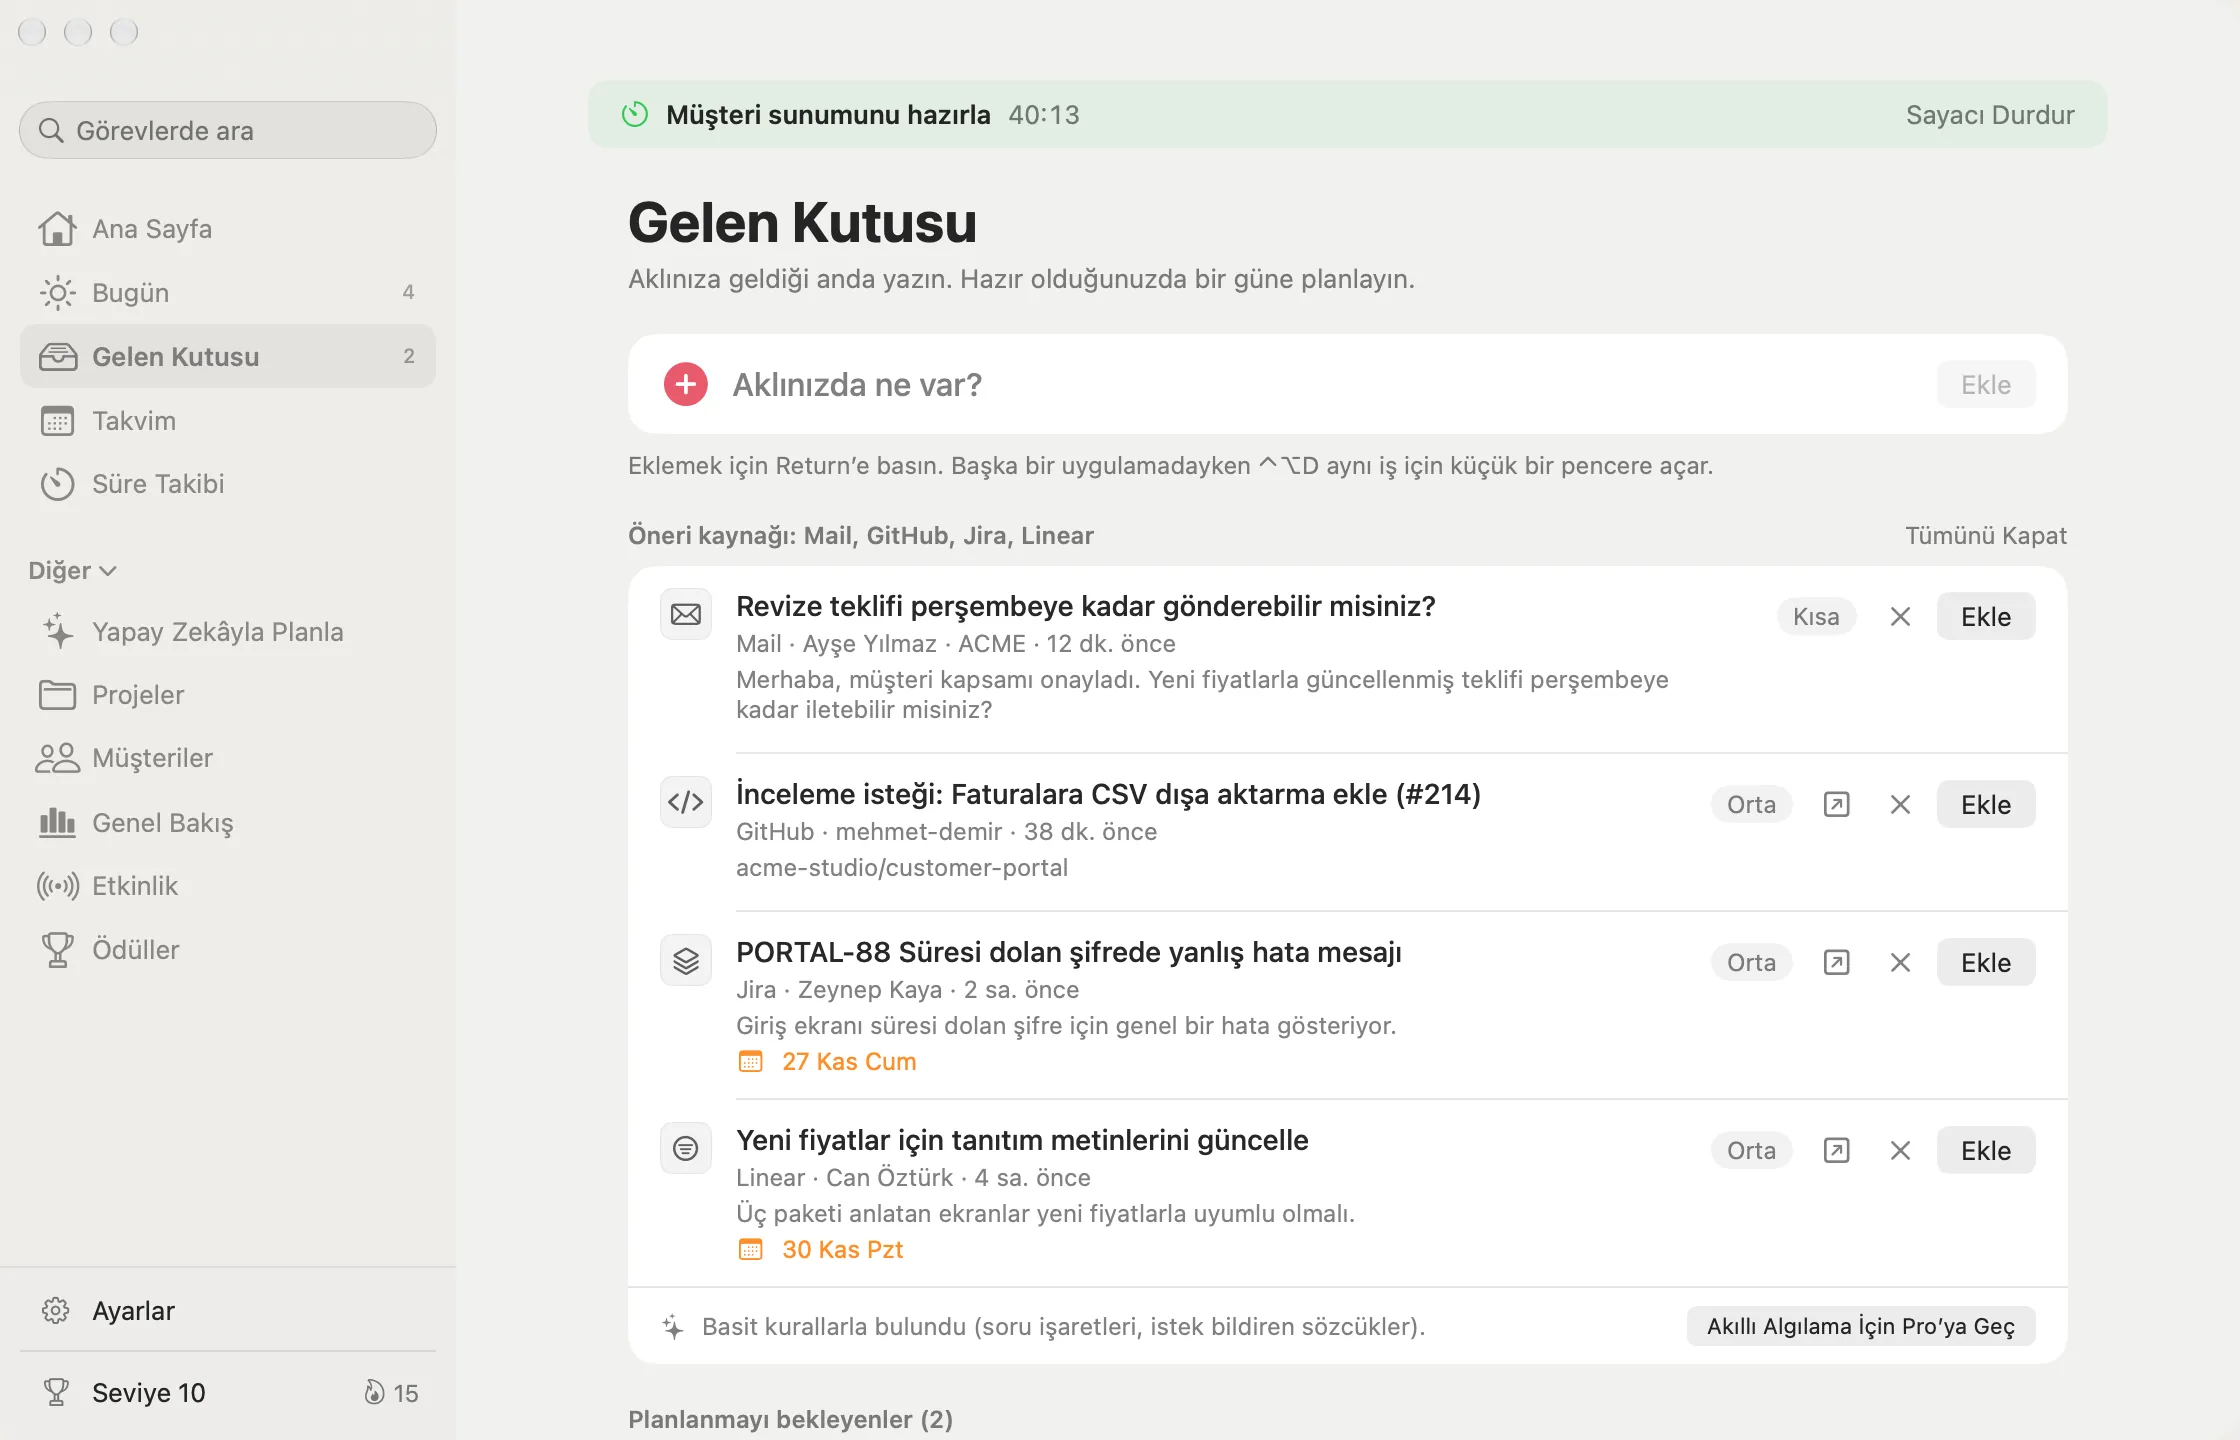 Görevlerde ara
Ana Sayfa
Bugün 4
Gelen Kutusu 2
Takvim
Süre Takibi
Diğer
Yapay Zekâyla Planla
Projeler
Müşteriler
Genel Bakış
Etkinlik
Ödüller
Ayarlar
Seviye 10 15
Müşteri sunumunu hazırla 40:13 Sayacı Durdur
Gelen Kutusu
Aklınıza geldiği anda yazın. Hazır olduğunuzda bir güne planlayın.
Aklınızda ne var? Ekle
Eklemek için Return’e basın. Başka bir uygulamadayken ⌃⌥D aynı iş için küçük bir pencere açar.
Öneri kaynağı: Mail, GitHub, Jira, Linear Tümünü Kapat
Revize teklifi perşembeye kadar gönderebilir misiniz? Kısa Ekle
Mail · Ayşe Yılmaz · ACME · 12 dk. önce
Merhaba, müşteri kapsamı onayladı. Yeni fiyatlarla güncellenmiş teklifi perşembeye
kadar iletebilir misiniz?
İnceleme isteği: Faturalara CSV dışa aktarma ekle (#214) Orta Ekle
GitHub · mehmet-demir · 38 dk. önce
acme-studio/customer-portal
PORTAL-88 Süresi dolan şifrede yanlış hata mesajı Orta Ekle
Jira · Zeynep Kaya · 2 sa. önce
Giriş ekranı süresi dolan şifre için genel bir hata gösteriyor.
27 Kas Cum
Yeni fiyatlar için tanıtım metinlerini güncelle Orta Ekle
Linear · Can Öztürk · 4 sa. önce
Üç paketi anlatan ekranlar yeni fiyatlarla uyumlu olmalı.
30 Kas Pzt
Basit kurallarla bulundu (soru işaretleri, istek bildiren sözcükler). Akıllı Algılama İçin Pro’ya Geç
Planlanmayı bekleyenler (2)